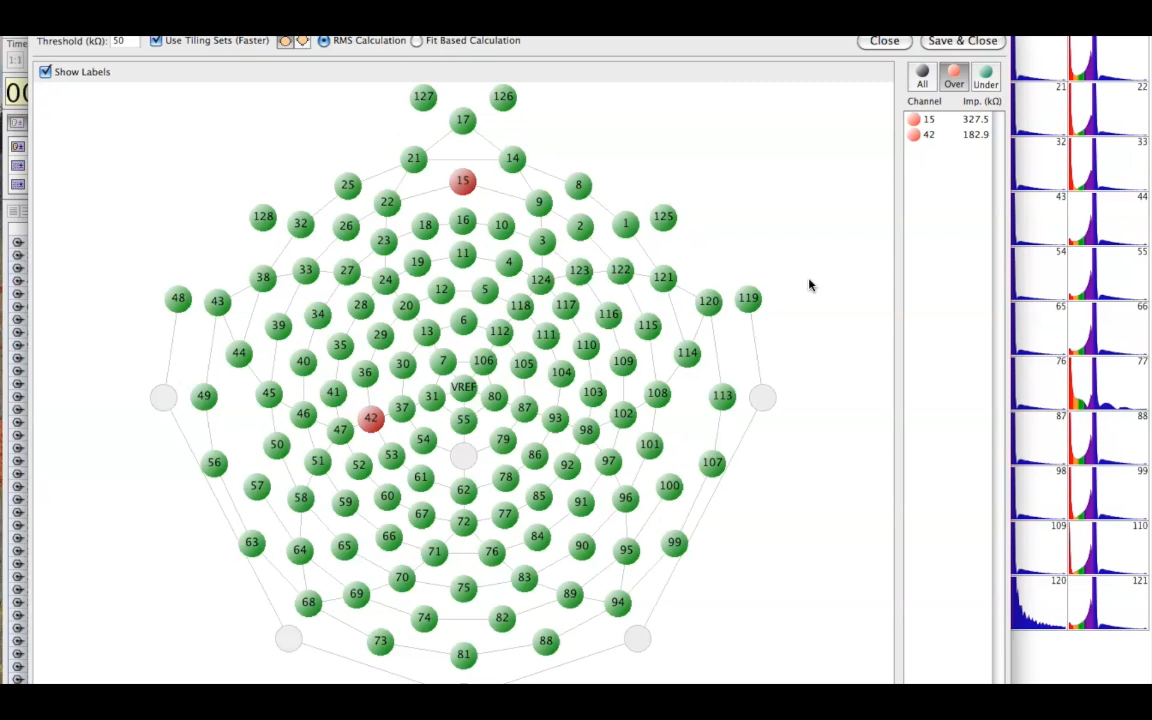 Time
Threshold (kΩ): 50 Use Tiling Sets (Faster) RMS Calculation Fit Based Calculation Close Save & Close
1:1
Show Labels
All Over Under
Channel Imp. (kΩ)
15 327.5
42 182.9
127 126
17
21 14
15
25 8
22 9
128 32 26 18 16 10 2 1 125
23 3
11
19 4
38 33 27 24 124 123 122 121
12 5
48 43 28 20 118 117 120 119
34 116
39 29 13 6 112 111 115
35 110
44 40 30 7 106 105 109 114
36 104
VREF
45 41 31 80 103 108
49 113
46 42 37 55 87 93 102
47 98
50 54 79 101
53 86
56 51 52 92 97 107
61 78
57 60 62 85 100
58 59 91 96
67 72 77
66 84
63 64 65 71 76 90 95 99
70 83
69 75 89
68 94
74 82
73 88
81
21 22
32 33
43 44
54 55
65 66
76 77
87 88
98 99
109 110
120 121